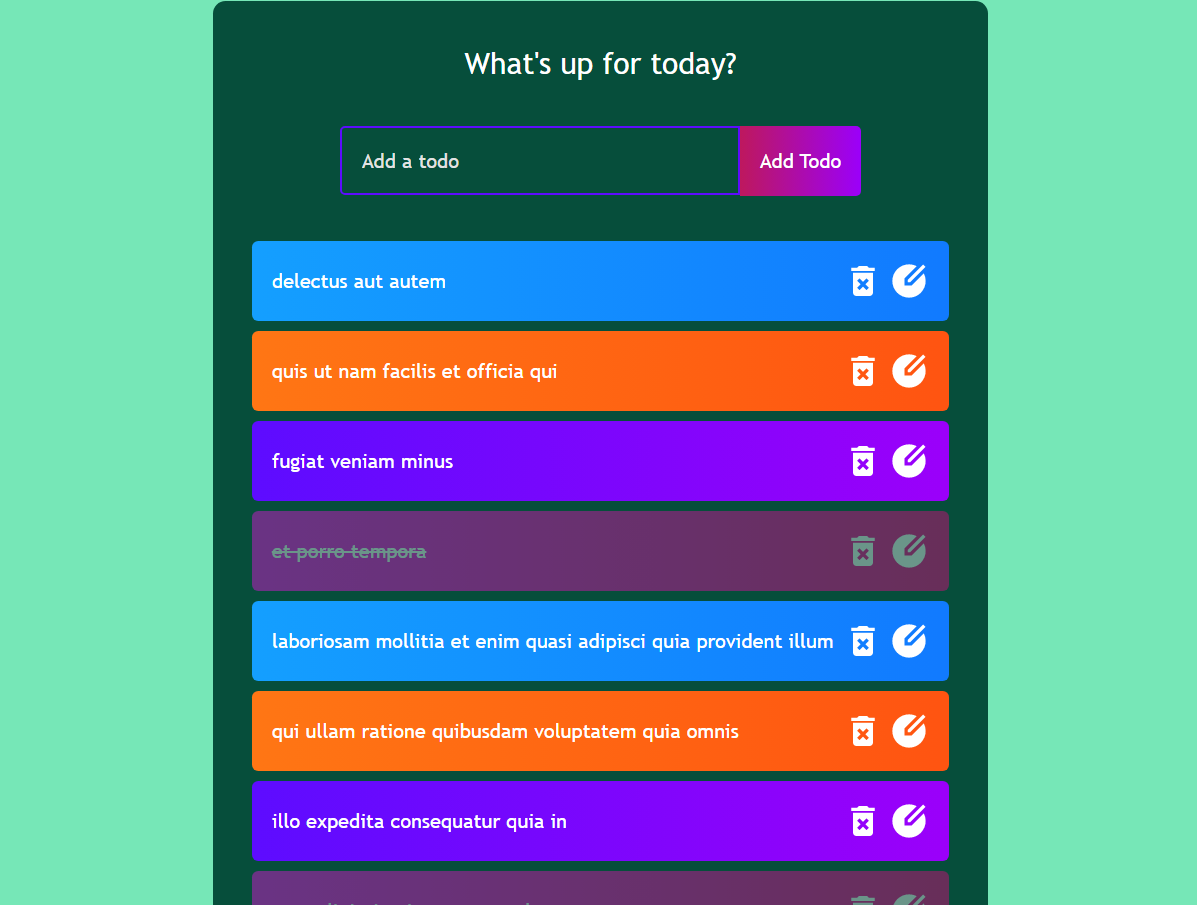 What's up for today?
Add a todo
Add Todo
delectus aut autem
quis ut nam facilis et officia qui
fugiat veniam minus
et porro tempora
laboriosam mollitia et enim quasi adipisci quia provident illum
qui ullam ratione quibusdam voluptatem quia omnis
illo expedita consequatur quia in